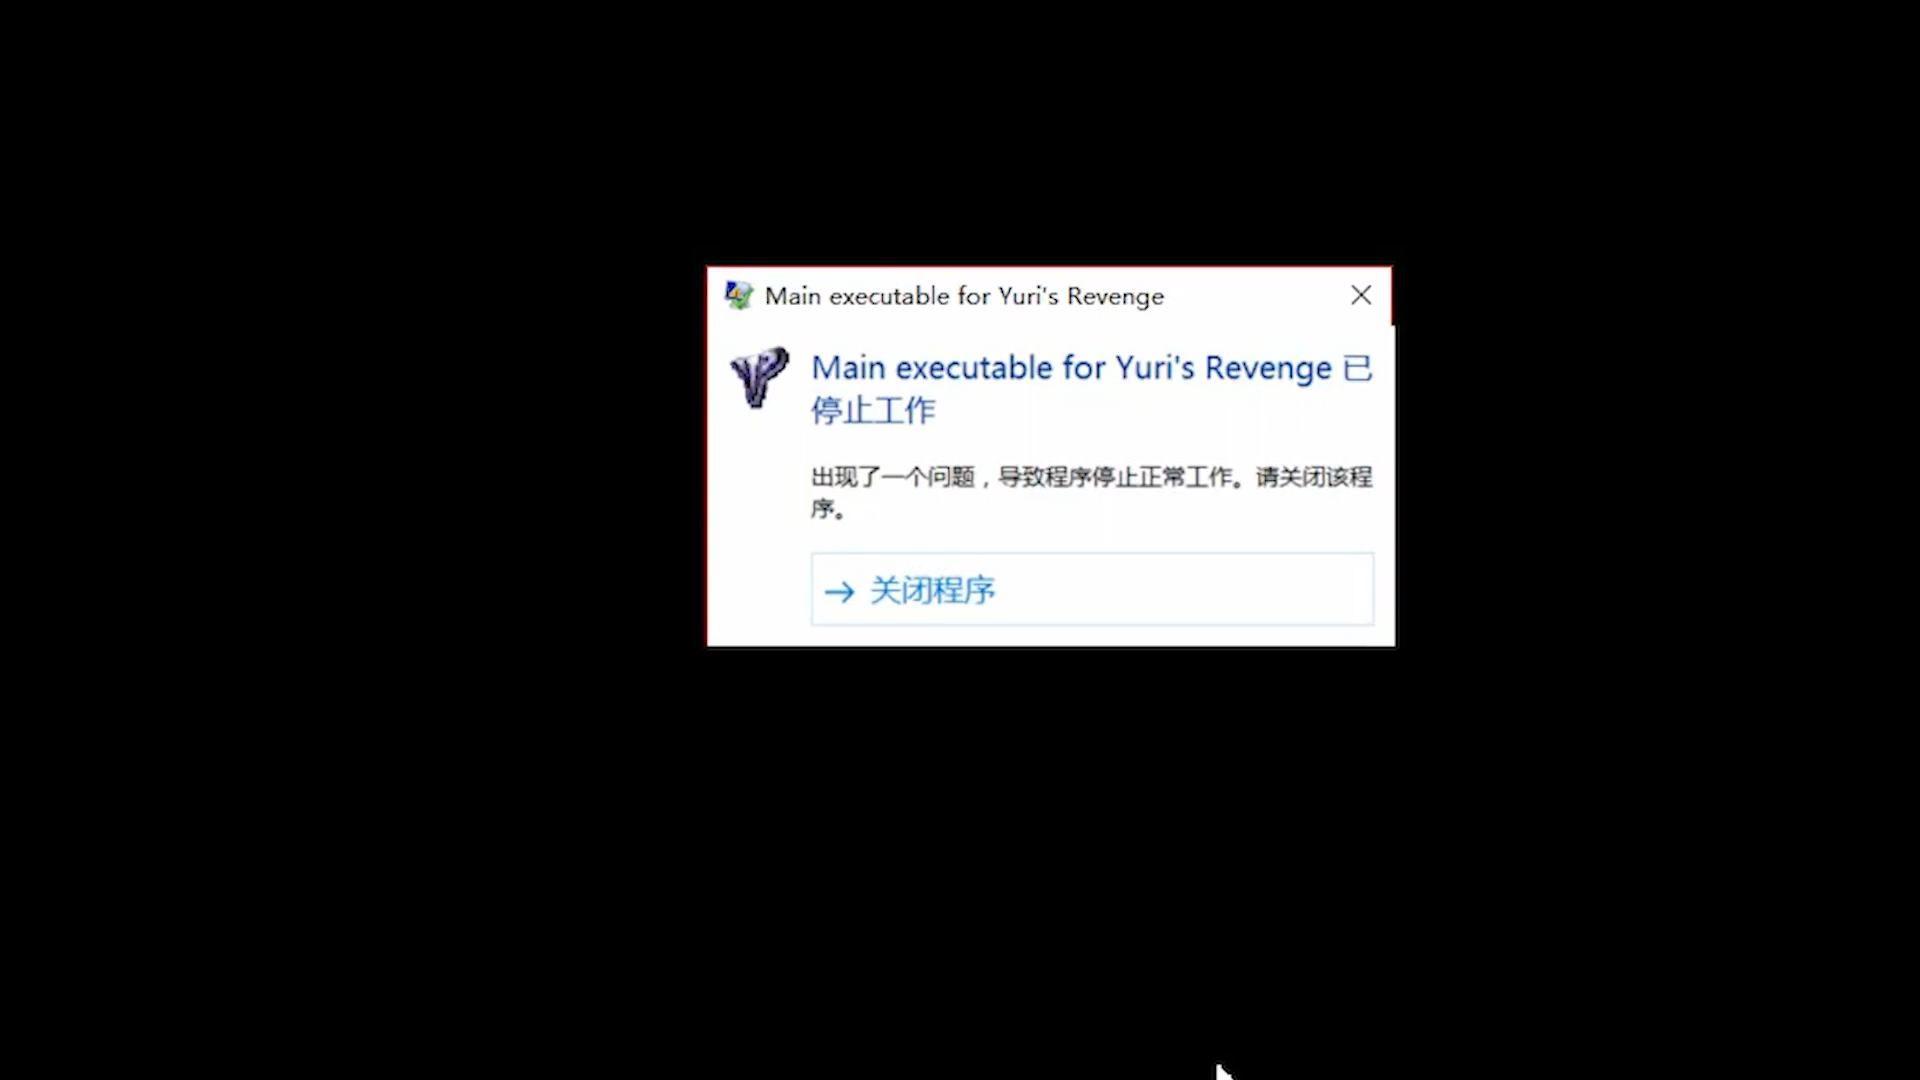 Main executable for Yuri's Revenge
Main executable for Yuri's Revenge 已
停止工作
出现了一个问题，导致程序停止正常工作。请关闭该程
序。
→ 关闭程序